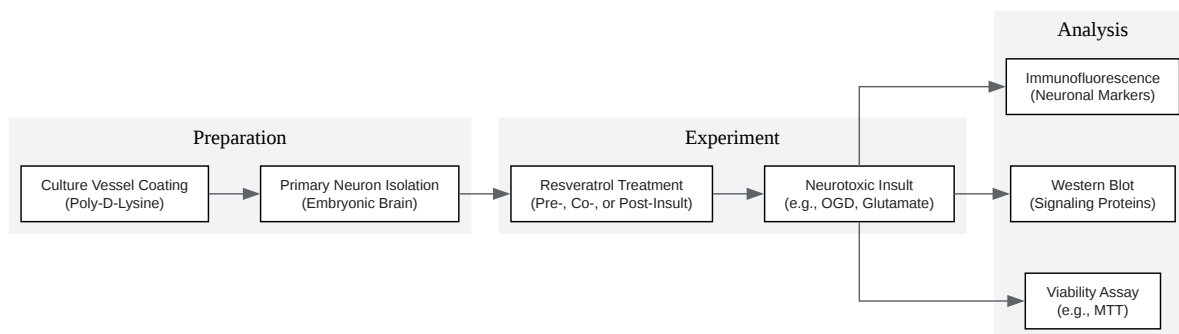 Preparation
Culture Vessel Coating
(Poly-D-Lysine)
Primary Neuron Isolation
(Embryonic Brain)
Experiment
Resveratrol Treatment
(Pre-, Co-, or Post-Insult)
Neurotoxic Insult
(e.g., OGD, Glutamate)
Analysis
Immunofluorescence
(Neuronal Markers)
Western Blot
(Signaling Proteins)
Viability Assay
(e.g., MTT)